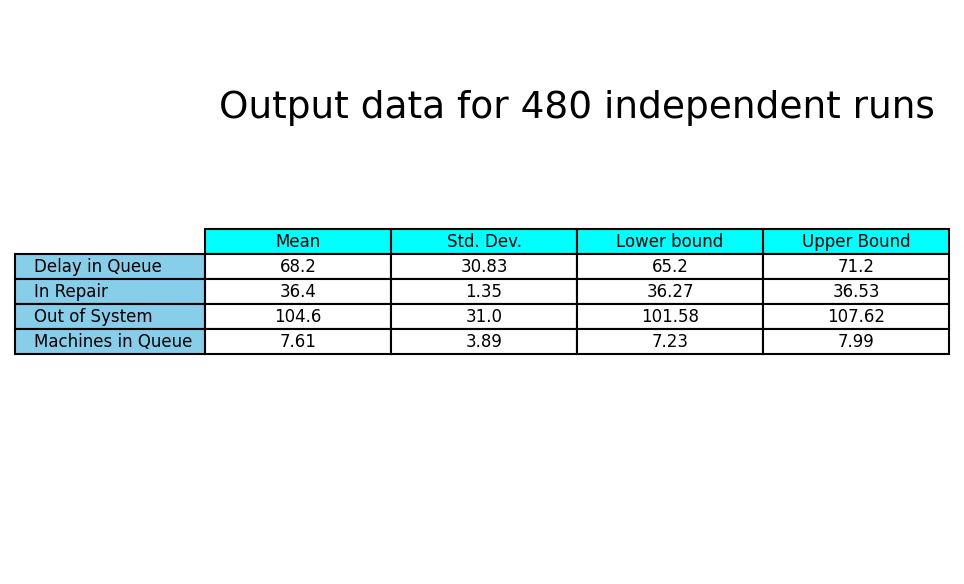 Output data for 480 independent runs
Mean Std. Dev. Lower bound Upper Bound
Delay in Queue 68.2 30.83 65.2 71.2
In Repair 36.4 1.35 36.27 36.53
Out of System 104.6 31.0 101.58 107.62
Machines in Queue 7.61 3.89 7.23 7.99